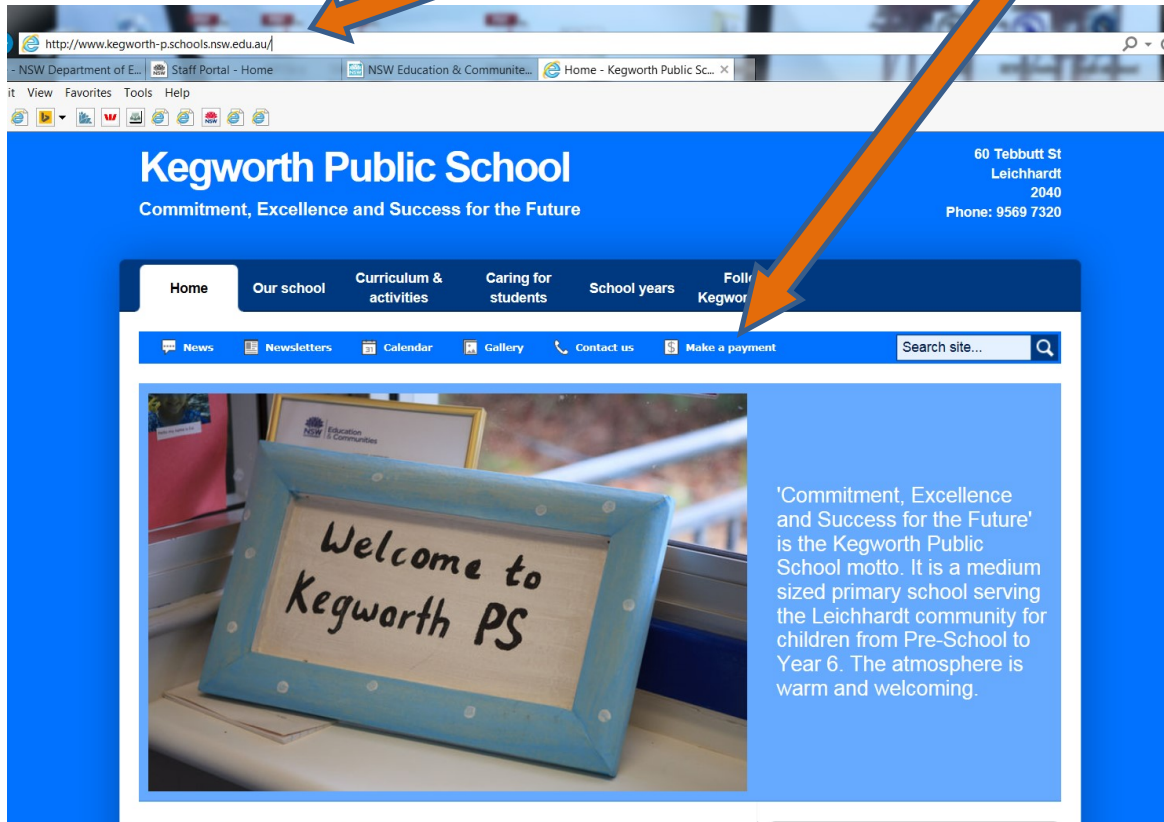 http://www.kegworth-p.schools.nsw.edu.au/
- NSW Department of E... Staff Portal - Home NSW Education & Communite... Home - Kegworth Public Sc...
it View Favorites Tools Help
Kegworth Public School
Commitment, Excellence and Success for the Future
60 Tebbutt St
Leichhardt
2040
Phone: 9569 7320
Home
Our school
Curriculum &
activities
Caring for
students
School years
Follo
Kegwor
News Newsletters Calendar Gallery Contact us Make a payment
Search site...
NSW Education
& Communities
Welcome to
Kegworth PS
'Commitment, Excellence
and Success for the Future'
is the Kegworth Public
School motto. It is a medium
sized primary school serving
the Leichhardt community for
children from Pre-School to
Year 6. The atmosphere is
warm and welcoming.